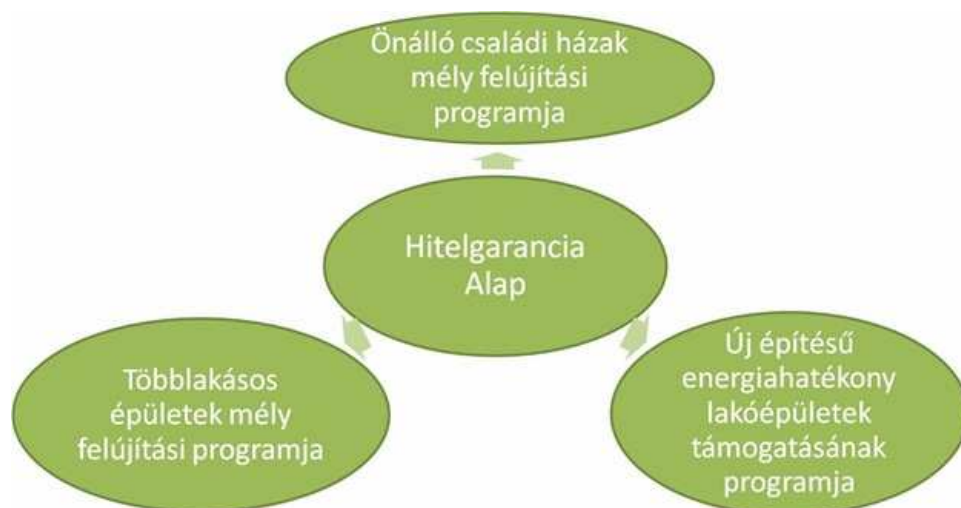 Önálló családi házak
mély felújítási
programja
Hitelgarancia
Alap
Többlakásos
épületek mély
felújítási programja
Új építésű
energiahatékony
lakóépületek
támogatásának
programja